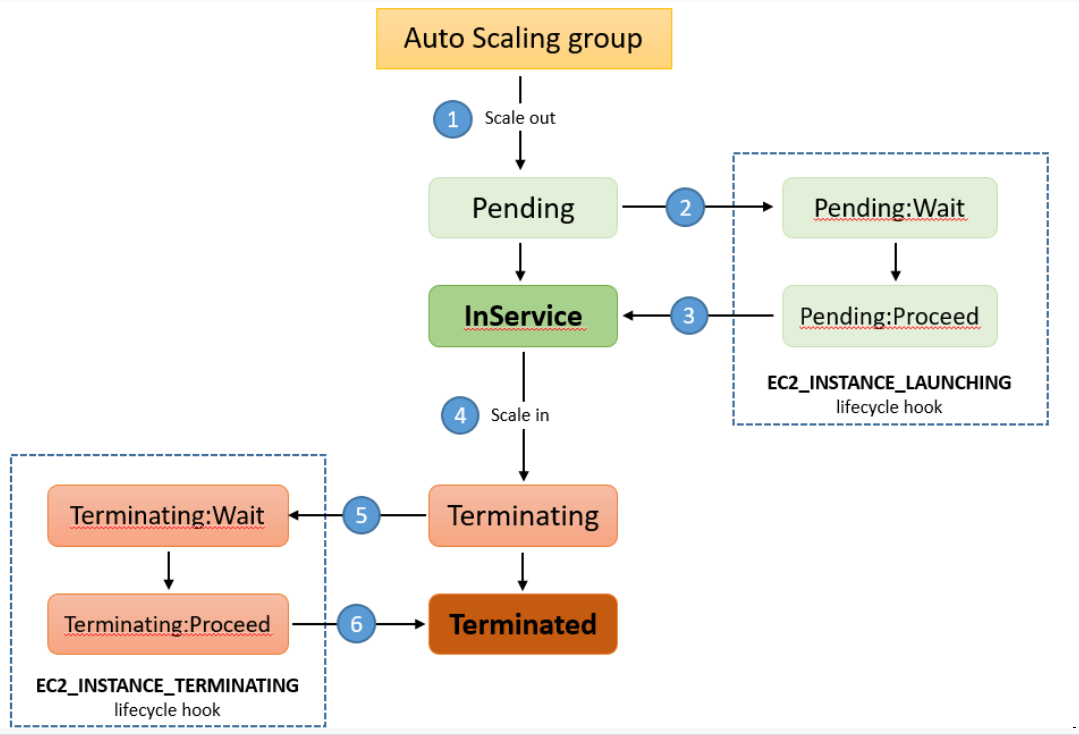 Auto Scaling group
1 Scale out
Pending
2
Pending:Wait
InService
3
Pending:Proceed
EC2_INSTANCE_LAUNCHING
lifecycle hook
4 Scale in
Terminating:Wait
5
Terminating
Terminating:Proceed
6
Terminated
EC2_INSTANCE_TERMINATING
lifecycle hook